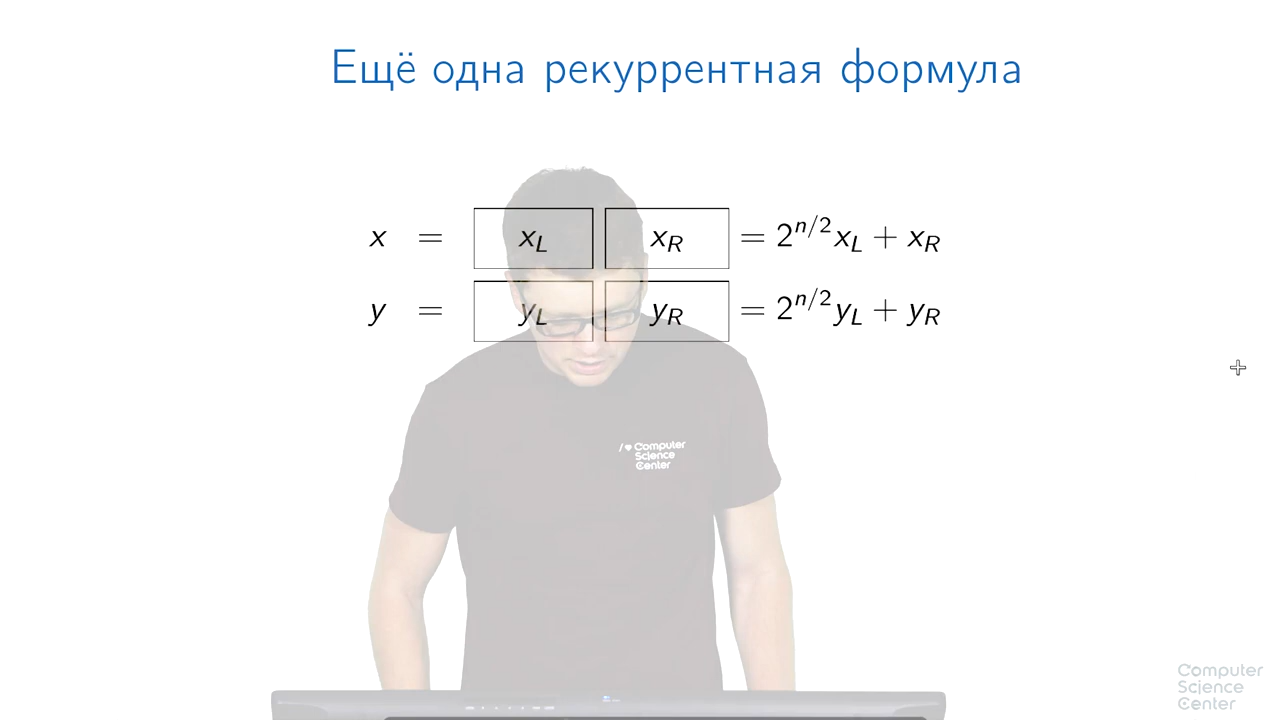 Ещё одна рекуррентная формула
x = x_L x_R = 2^{n/2}x_L + x_R
y = y_L y_R = 2^{n/2}y_L + y_R
Computer
Science
Center
Computer
Science
Center